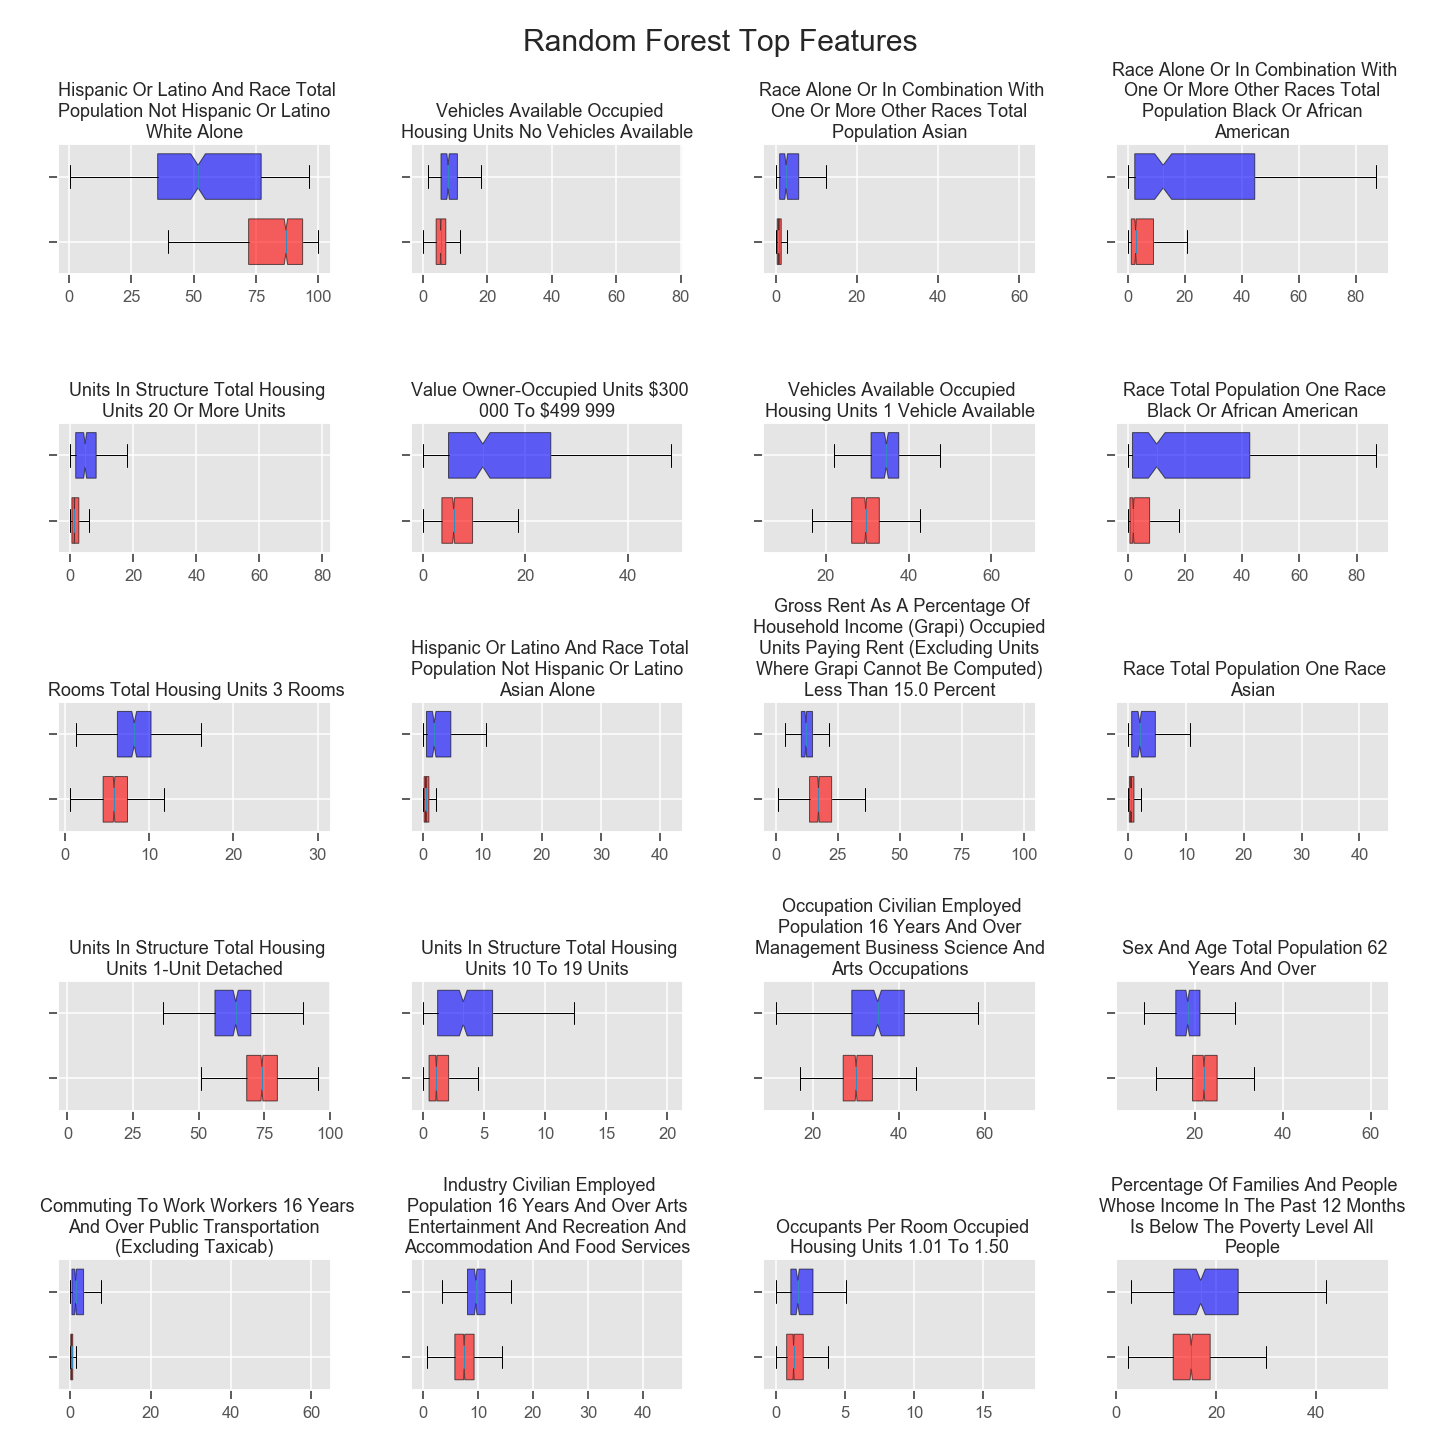 Random Forest Top Features
Hispanic Or Latino And Race Total
Population Not Hispanic Or Latino
White Alone
0 25 50 75 100
Vehicles Available Occupied
Housing Units No Vehicles Available
0 20 40 60 80
Race Alone Or In Combination With
One Or More Other Races Total
Population Asian
0 20 40 60
Race Alone Or In Combination With
One Or More Other Races Total
Population Black Or African
American
0 20 40 60 80
Units In Structure Total Housing
Units 20 Or More Units
0 20 40 60 80
Value Owner-Occupied Units $300
000 To $499 999
0 20 40
Vehicles Available Occupied
Housing Units 1 Vehicle Available
20 40 60
Race Total Population One Race
Black Or African American
0 20 40 60 80
Rooms Total Housing Units 3 Rooms
0 10 20 30
Hispanic Or Latino And Race Total
Population Not Hispanic Or Latino
Asian Alone
0 10 20 30 40
Gross Rent As A Percentage Of
Household Income (Grapi) Occupied
Units Paying Rent (Excluding Units
Where Grapi Cannot Be Computed)
Less Than 15.0 Percent
0 25 50 75 100
Race Total Population One Race
Asian
0 10 20 30 40
Units In Structure Total Housing
Units 1-Unit Detached
0 25 50 75 100
Units In Structure Total Housing
Units 10 To 19 Units
0 5 10 15 20
Occupation Civilian Employed
Population 16 Years And Over
Management Business Science And
Arts Occupations
20 40 60
Sex And Age Total Population 62
Years And Over
20 40 60
Commuting To Work Workers 16 Years
And Over Public Transportation
(Excluding Taxicab)
0 20 40 60
Industry Civilian Employed
Population 16 Years And Over Arts
Entertainment And Recreation And
Accommodation And Food Services
0 10 20 30 40
Occupants Per Room Occupied
Housing Units 1.01 To 1.50
0 5 10 15
Percentage Of Families And People
Whose Income In The Past 12 Months
Is Below The Poverty Level All
People
0 20 40